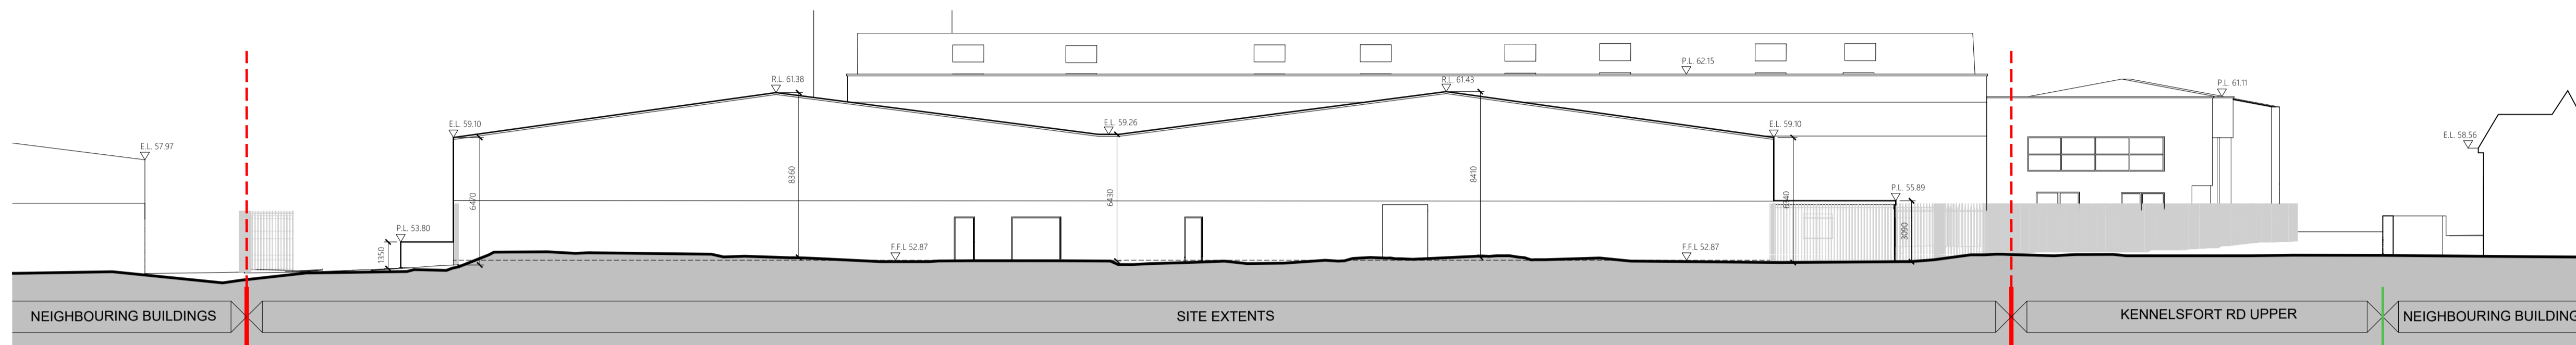 P.L. 62.15
R.L. 61.38
R.L. 61.43
P.L. 61.11
E.L. 59.10
E.L. 59.26
E.L. 59.10
E.L. 58.56
E.L. 57.97
8360
8410
6470
6430
6340
P.L. 55.89
P.L. 53.80
3090
1350
F.F.L 52.87
F.F.L 52.87
NEIGHBOURING BUILDINGS
SITE EXTENTS
KENNELSFORT RD UPPER
NEIGHBOURING BUILDING